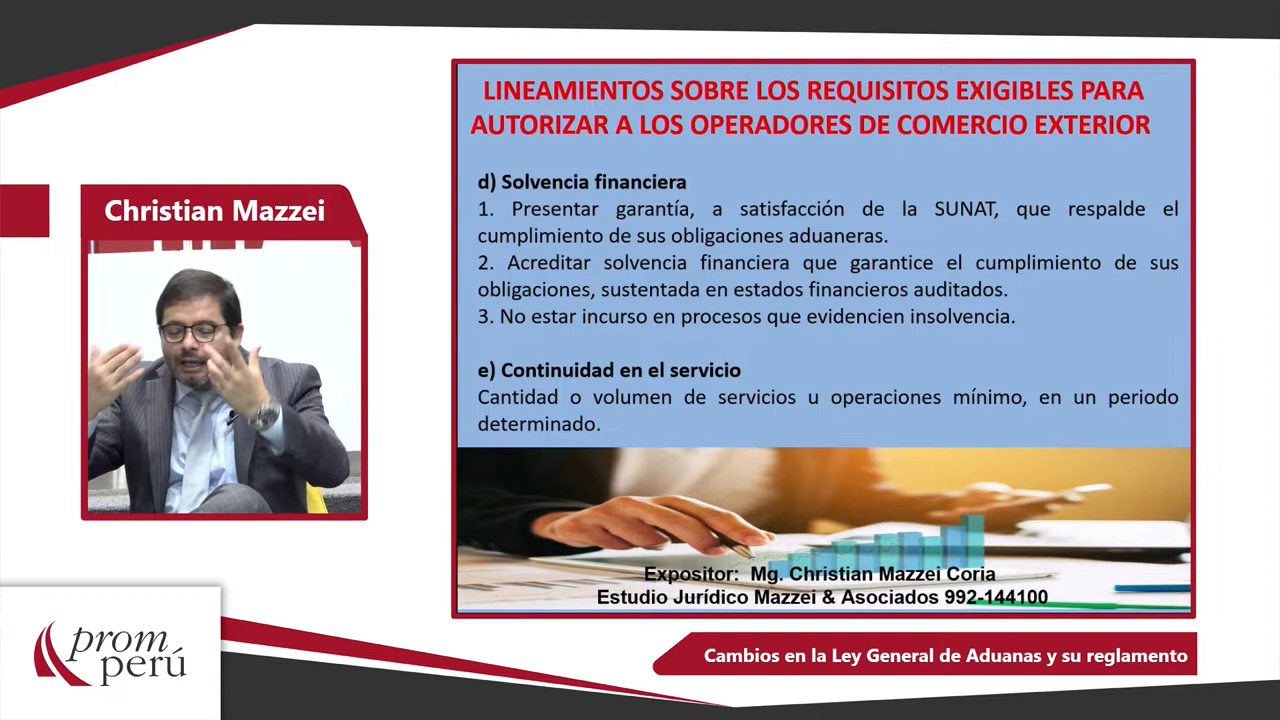 LINEAMIENTOS SOBRE LOS REQUISITOS EXIGIBLES PARA
AUTORIZAR A LOS OPERADORES DE COMERCIO EXTERIOR
d) Solvencia financiera
1. Presentar garantía, a satisfacción de la SUNAT, que respalde el
cumplimiento de sus obligaciones aduaneras.
2. Acreditar solvencia financiera que garantice el cumplimiento de sus
obligaciones, sustentada en estados financieros auditados.
3. No estar incurso en procesos que evidencien insolvencia.
e) Continuidad en el servicio
Cantidad o volumen de servicios u operaciones mínimo, en un periodo
determinado.
Expositor: Mg. Christian Mazzei Coria
Estudio Jurídico Mazzei & Asociados 992-144100
Christian Mazzei
prom
perú
Cambios en la Ley General de Aduanas y su reglamento